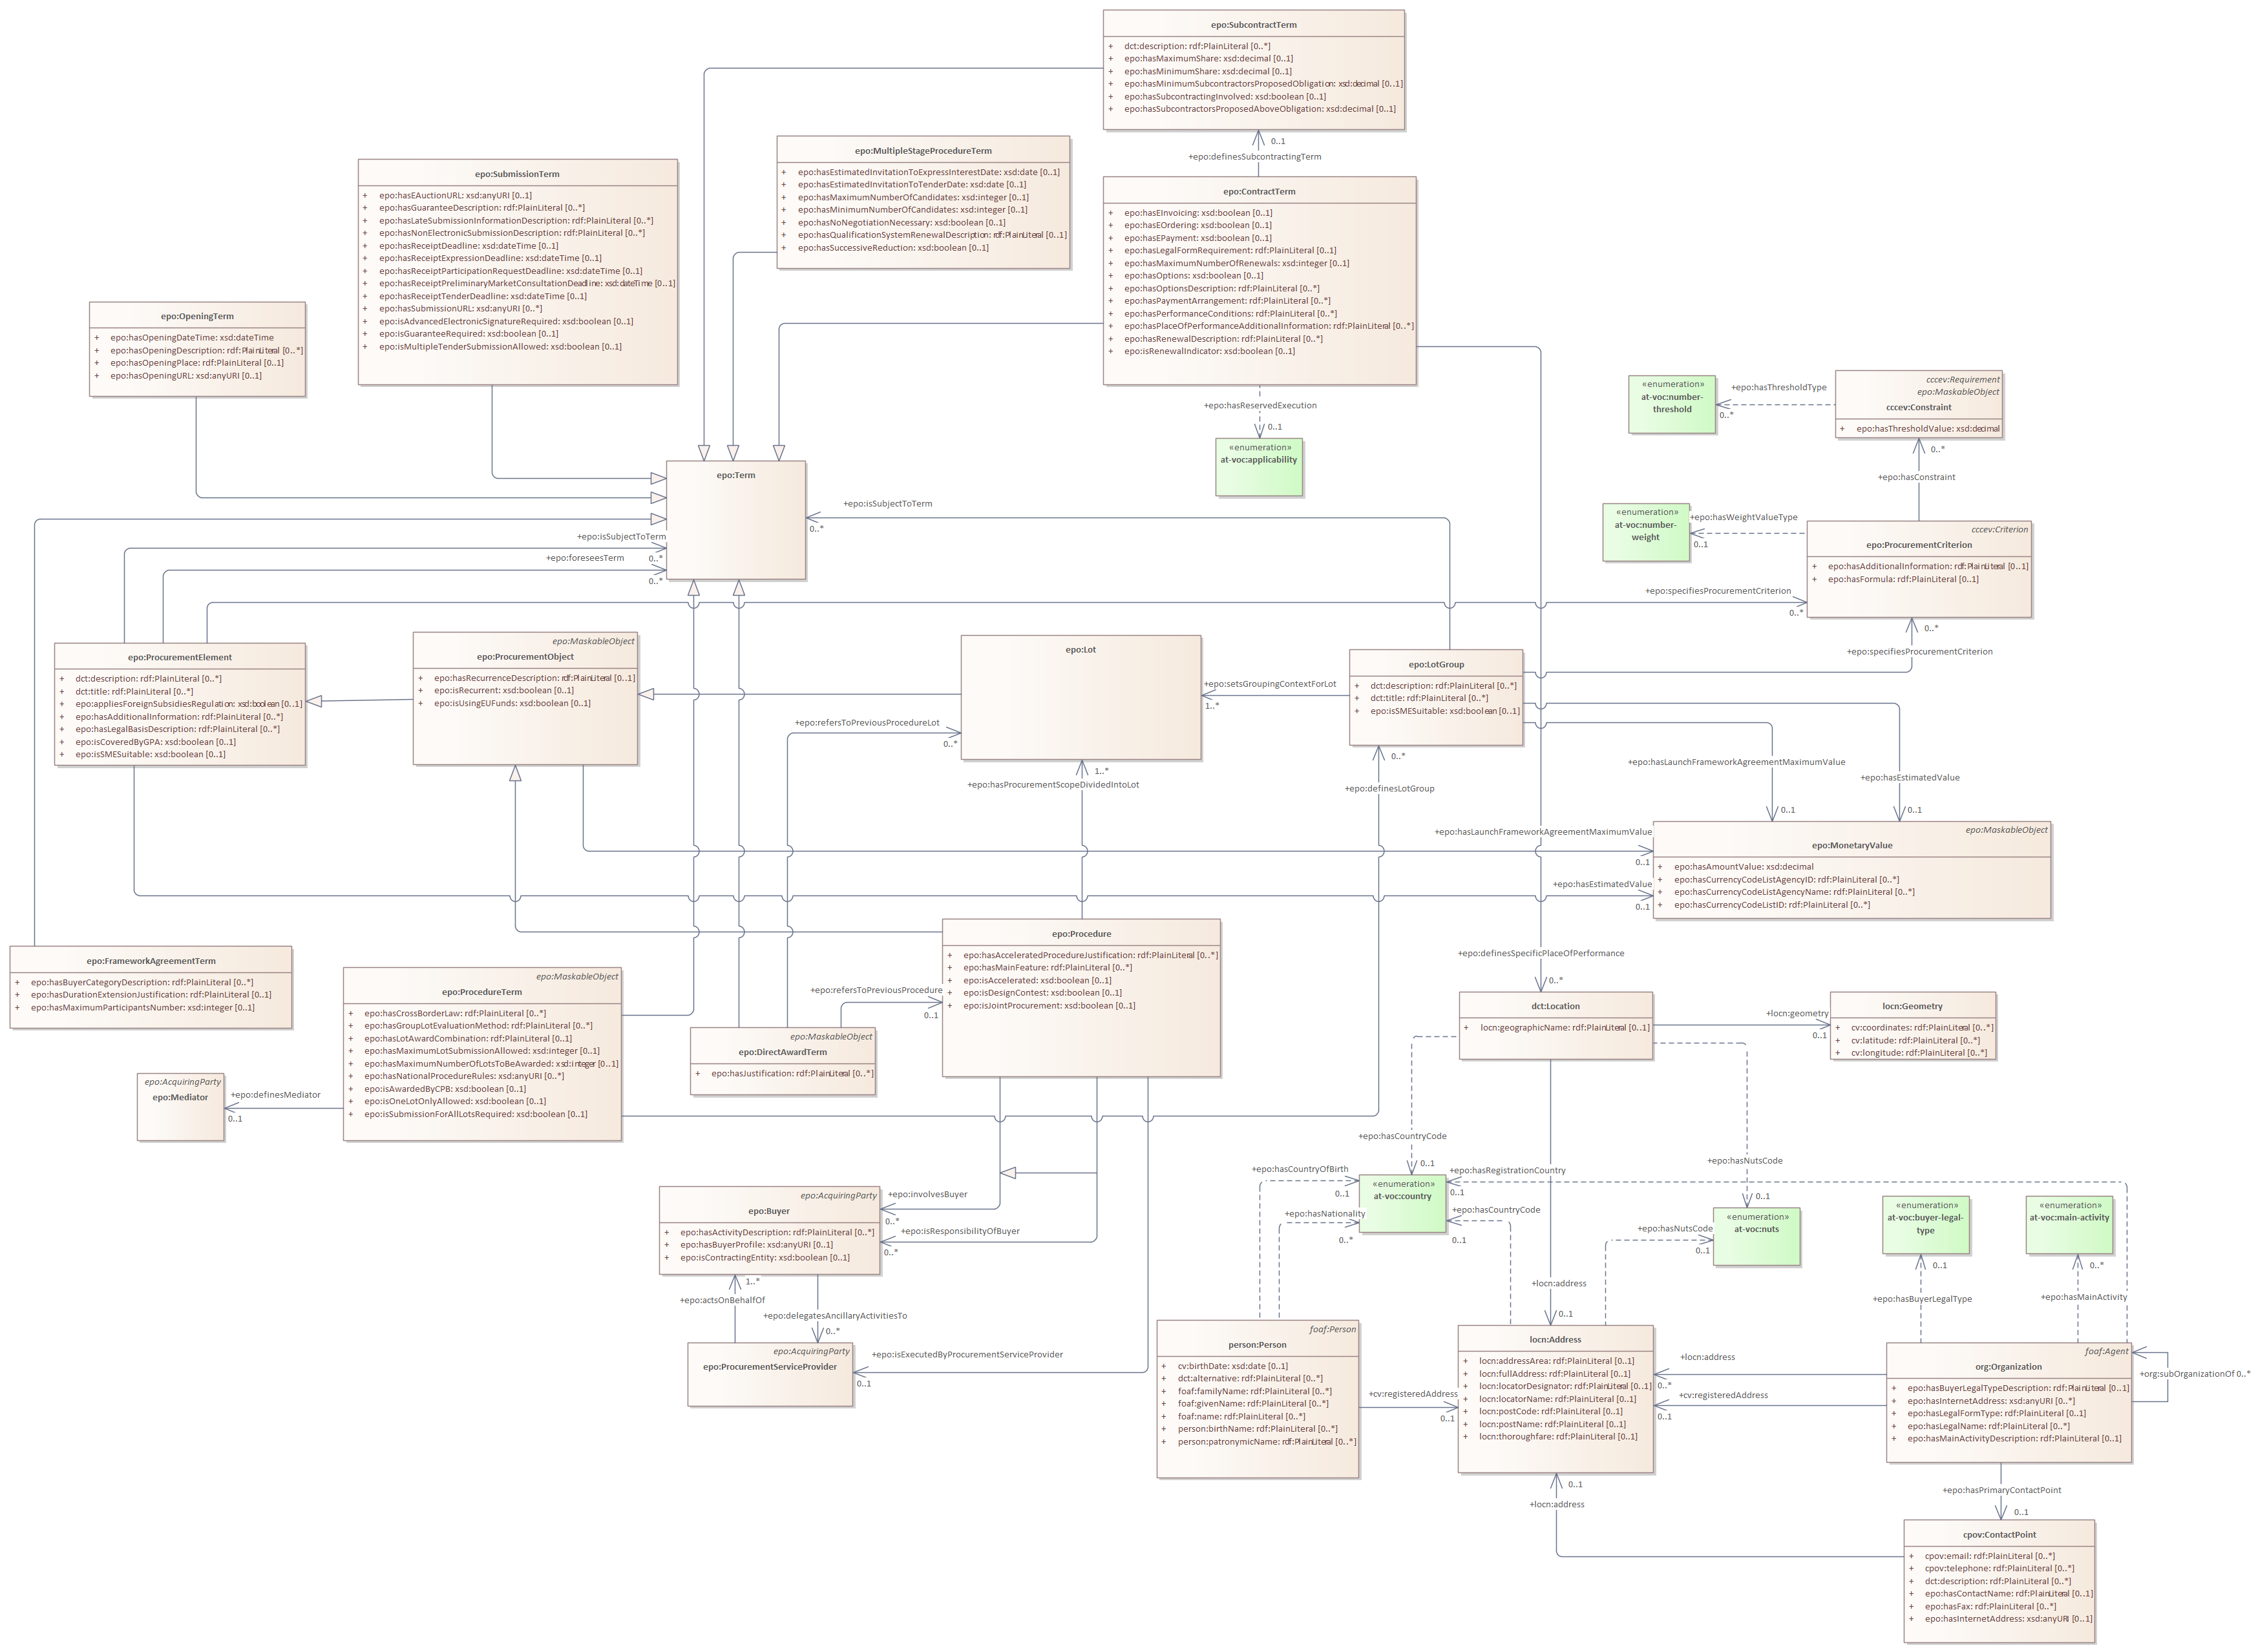 epo:SubcontractTerm
+ dct:description: rdf:PlainLiteral [0..*]
+ epo:hasMaximumShare: xsd:decimal [0..1]
+ epo:hasMinimumShare: xsd:decimal [0..1]
+ epo:hasMinimumSubcontractorsProposedObligation: xsd:decimal [0..1]
+ epo:hasSubcontractingInvolved: xsd:boolean [0..1]
+ epo:hasSubcontractorsProposedAboveObligation: xsd:decimal [0..1]
0..1
+epo:definesSubcontractingTerm
epo:MultipleStageProcedureTerm
+ epo:hasEstimatedInvitationToExpressInterestDate: xsd:date [0..1]
+ epo:hasEstimatedInvitationToTenderDate: xsd:date [0..1]
+ epo:hasMaximumNumberOfCandidates: xsd:integer [0..1]
+ epo:hasMinimumNumberOfCandidates: xsd:integer [0..1]
+ epo:hasNoNegotiationNecessary: xsd:boolean [0..1]
+ epo:hasQualificationSystemRenewalDescription: rdf:PlainLiteral [0..1]
+ epo:hasSuccessiveReduction: xsd:boolean [0..1]
epo:SubmissionTerm
+ epo:hasEAuctionURL: xsd:anyURI [0..1]
+ epo:hasGuaranteeDescription: rdf:PlainLiteral [0..*]
+ epo:hasLateSubmissionInformationDescription: rdf:PlainLiteral [0..*]
+ epo:hasNonElectronicSubmissionDescription: rdf:PlainLiteral [0..*]
+ epo:hasReceiptDeadline: xsd:dateTime [0..1]
+ epo:hasReceiptExpressionDeadline: xsd:dateTime [0..1]
+ epo:hasReceiptParticipationRequestDeadline: xsd:dateTime [0..1]
+ epo:hasReceiptPreliminaryMarketConsultationDeadline: xsd:dateTime [0..1]
+ epo:hasReceiptTenderDeadline: xsd:dateTime [0..1]
+ epo:hasSubmissionURL: xsd:anyURI [0..*]
+ epo:isAdvancedElectronicSignatureRequired: xsd:boolean [0..1]
+ epo:isGuaranteeRequired: xsd:boolean [0..1]
+ epo:isMultipleTenderSubmissionAllowed: xsd:boolean [0..1]
epo:ContractTerm
+ epo:hasEInvoicing: xsd:boolean [0..1]
+ epo:hasEOrdering: xsd:boolean [0..1]
+ epo:hasEPayment: xsd:boolean [0..1]
+ epo:hasLegalFormRequirement: rdf:PlainLiteral [0..1]
+ epo:hasMaximumNumberOfRenewals: xsd:integer [0..1]
+ epo:hasOptions: xsd:boolean [0..1]
+ epo:hasOptionsDescription: rdf:PlainLiteral [0..*]
+ epo:hasPaymentArrangement: rdf:PlainLiteral [0..*]
+ epo:hasPerformanceConditions: rdf:PlainLiteral [0..*]
+ epo:hasPlaceOfPerformanceAdditionalInformation: rdf:PlainLiteral [0..*]
+ epo:hasRenewalDescription: rdf:PlainLiteral [0..*]
+ epo:isRenewalIndicator: xsd:boolean [0..1]
epo:OpeningTerm
+ epo:hasOpeningDateTime: xsd:dateTime
+ epo:hasOpeningDescription: rdf:PlainLiteral [0..*]
+ epo:hasOpeningPlace: rdf:PlainLiteral [0..1]
+ epo:hasOpeningURL: xsd:anyURI [0..1]
+epo:hasReservedExecution
0..1
«enumeration»
at-voc:applicability
«enumeration»
at-voc:number-
threshold
+epo:hasThresholdType
0..*
cccev:Requirement
epo:MaskableObject
cccev:Constraint
+ epo:hasThresholdValue: xsd:decimal
0..*
+epo:hasConstraint
«enumeration»
at-voc:number-
weight
+epo:hasWeightValueType
0..1
cccev:Criterion
epo:ProcurementCriterion
+ epo:hasAdditionalInformation: rdf:PlainLiteral [0..1]
+ epo:hasFormula: rdf:PlainLiteral [0..1]
epo:Term
+epo:isSubjectToTerm
0..*
+epo:isSubjectToTerm
0..*
+epo:foreseesTerm
0..*
+epo:specifiesProcurementCriterion
0..*
0..*
+epo:specifiesProcurementCriterion
epo:ProcurementElement
+ dct:description: rdf:PlainLiteral [0..*]
+ dct:title: rdf:PlainLiteral [0..*]
+ epo:appliesForeignSubsidiesRegulation: xsd:boolean [0..1]
+ epo:hasAdditionalInformation: rdf:PlainLiteral [0..*]
+ epo:hasLegalBasisDescription: rdf:PlainLiteral [0..*]
+ epo:isCoveredByGPA: xsd:boolean [0..1]
+ epo:isSMESuitable: xsd:boolean [0..1]
epo:MaskableObject
epo:ProcurementObject
+ epo:hasRecurrenceDescription: rdf:PlainLiteral [0..1]
+ epo:isRecurrent: xsd:boolean [0..1]
+ epo:isUsingEUFunds: xsd:boolean [0..1]
epo:Lot
+epo:setsGroupingContextForLot
1..*
epo:LotGroup
+ dct:description: rdf:PlainLiteral [0..*]
+ dct:title: rdf:PlainLiteral [0..*]
+ epo:isSMESuitable: xsd:boolean [0..1]
+epo:refersToPreviousProcedureLot
0..*
1..*
+epo:hasProcurementScopeDividedIntoLot
0..*
+epo:definesLotGroup
+epo:hasLaunchFrameworkAgreementMaximumValue
0..1
+epo:hasEstimatedValue
0..1
+epo:hasLaunchFrameworkAgreementMaximumValue
0..1
+epo:hasEstimatedValue
0..1
epo:MaskableObject
epo:MonetaryValue
+ epo:hasAmountValue: xsd:decimal
+ epo:hasCurrencyCodeListAgencyID: rdf:PlainLiteral [0..*]
+ epo:hasCurrencyCodeListAgencyName: rdf:PlainLiteral [0..*]
+ epo:hasCurrencyCodeListID: rdf:PlainLiteral [0..*]
epo:FrameworkAgreementTerm
+ epo:hasBuyerCategoryDescription: rdf:PlainLiteral [0..*]
+ epo:hasDurationExtensionJustification: rdf:PlainLiteral [0..1]
+ epo:hasMaximumParticipantsNumber: xsd:integer [0..1]
epo:MaskableObject
epo:ProcedureTerm
+ epo:hasCrossBorderLaw: rdf:PlainLiteral [0..*]
+ epo:hasGroupLotEvaluationMethod: rdf:PlainLiteral [0..*]
+ epo:hasLotAwardCombination: rdf:PlainLiteral [0..1]
+ epo:hasMaximumLotSubmissionAllowed: xsd:integer [0..1]
+ epo:hasMaximumNumberOfLotsToBeAwarded: xsd:integer [0..1]
+ epo:hasNationalProcedureRules: xsd:anyURI [0..*]
+ epo:isAwardedByCPB: xsd:boolean [0..1]
+ epo:isOneLotOnlyAllowed: xsd:boolean [0..1]
+ epo:isSubmissionForAllLotsRequired: xsd:boolean [0..1]
epo:Procedure
+ epo:hasAcceleratedProcedureJustification: rdf:PlainLiteral [0..*]
+ epo:hasMainFeature: rdf:PlainLiteral [0..*]
+ epo:isAccelerated: xsd:boolean [0..1]
+ epo:isDesignContest: xsd:boolean [0..1]
+ epo:isJointProcurement: xsd:boolean [0..1]
+epo:refersToPreviousProcedure
0..1
epo:MaskableObject
epo:DirectAwardTerm
+ epo:hasJustification: rdf:PlainLiteral [0..*]
+epo:definesSpecificPlaceOfPerformance
0..*
dct:Location
+ locn:geographicName: rdf:PlainLiteral [0..1]
+locn:geometry
0..1
locn:Geometry
+ cv:coordinates: rdf:PlainLiteral [0..*]
+ cv:latitude: rdf:PlainLiteral [0..*]
+ cv:longitude: rdf:PlainLiteral [0..*]
epo:AcquiringParty
epo:Mediator
+epo:definesMediator
0..1
+epo:hasCountryCode
0..1
+epo:hasCountryOfBirth
0..1
+epo:hasRegistrationCountry
0..1
+epo:hasNutsCode
0..1
«enumeration»
at-voc:country
+epo:hasNationality
0..*
+epo:hasCountryCode
0..1
+epo:hasNutsCode
0..1
«enumeration»
at-voc:nuts
«enumeration»
at-voc:buyer-legal-
type
«enumeration»
at-voc:main-activity
epo:AcquiringParty
epo:Buyer
+ epo:hasActivityDescription: rdf:PlainLiteral [0..*]
+ epo:hasBuyerProfile: xsd:anyURI [0..1]
+ epo:isContractingEntity: xsd:boolean [0..1]
+epo:involvesBuyer
0..*
+epo:isResponsibilityOfBuyer
0..*
1..*
+epo:actsOnBehalfOf
+epo:delegatesAncillaryActivitiesTo
0..*
epo:AcquiringParty
epo:ProcurementServiceProvider
+epo:isExecutedByProcurementServiceProvider
0..1
+locn:address
0..1
0..1
+epo:hasBuyerLegalType
0..*
+epo:hasMainActivity
foaf:Person
person:Person
+ cv:birthDate: xsd:date [0..1]
+ dct:alternative: rdf:PlainLiteral [0..*]
+ foaf:familyName: rdf:PlainLiteral [0..*]
+ foaf:givenName: rdf:PlainLiteral [0..*]
+ foaf:name: rdf:PlainLiteral [0..*]
+ person:birthName: rdf:PlainLiteral [0..*]
+ person:patronymicName: rdf:PlainLiteral [0..*]
+cv:registeredAddress
0..1
locn:Address
+ locn:addressArea: rdf:PlainLiteral [0..1]
+ locn:fullAddress: rdf:PlainLiteral [0..1]
+ locn:locatorDesignator: rdf:PlainLiteral [0..1]
+ locn:locatorName: rdf:PlainLiteral [0..1]
+ locn:postCode: rdf:PlainLiteral [0..1]
+ locn:postName: rdf:PlainLiteral [0..1]
+ locn:thoroughfare: rdf:PlainLiteral [0..1]
+locn:address
0..*
+cv:registeredAddress
0..1
foaf:Agent
org:Organization
+ epo:hasBuyerLegalTypeDescription: rdf:PlainLiteral [0..1]
+ epo:hasInternetAddress: xsd:anyURI [0..*]
+ epo:hasLegalFormType: rdf:PlainLiteral [0..1]
+ epo:hasLegalName: rdf:PlainLiteral [0..*]
+ epo:hasMainActivityDescription: rdf:PlainLiteral [0..1]
+org:subOrganizationOf 0..*
0..1
+locn:address
+epo:hasPrimaryContactPoint
0..1
cpov:ContactPoint
+ cpov:email: rdf:PlainLiteral [0..*]
+ cpov:telephone: rdf:PlainLiteral [0..*]
+ dct:description: rdf:PlainLiteral [0..*]
+ epo:hasContactName: rdf:PlainLiteral [0..1]
+ epo:hasFax: rdf:PlainLiteral [0..*]
+ epo:hasInternetAddress: xsd:anyURI [0..1]